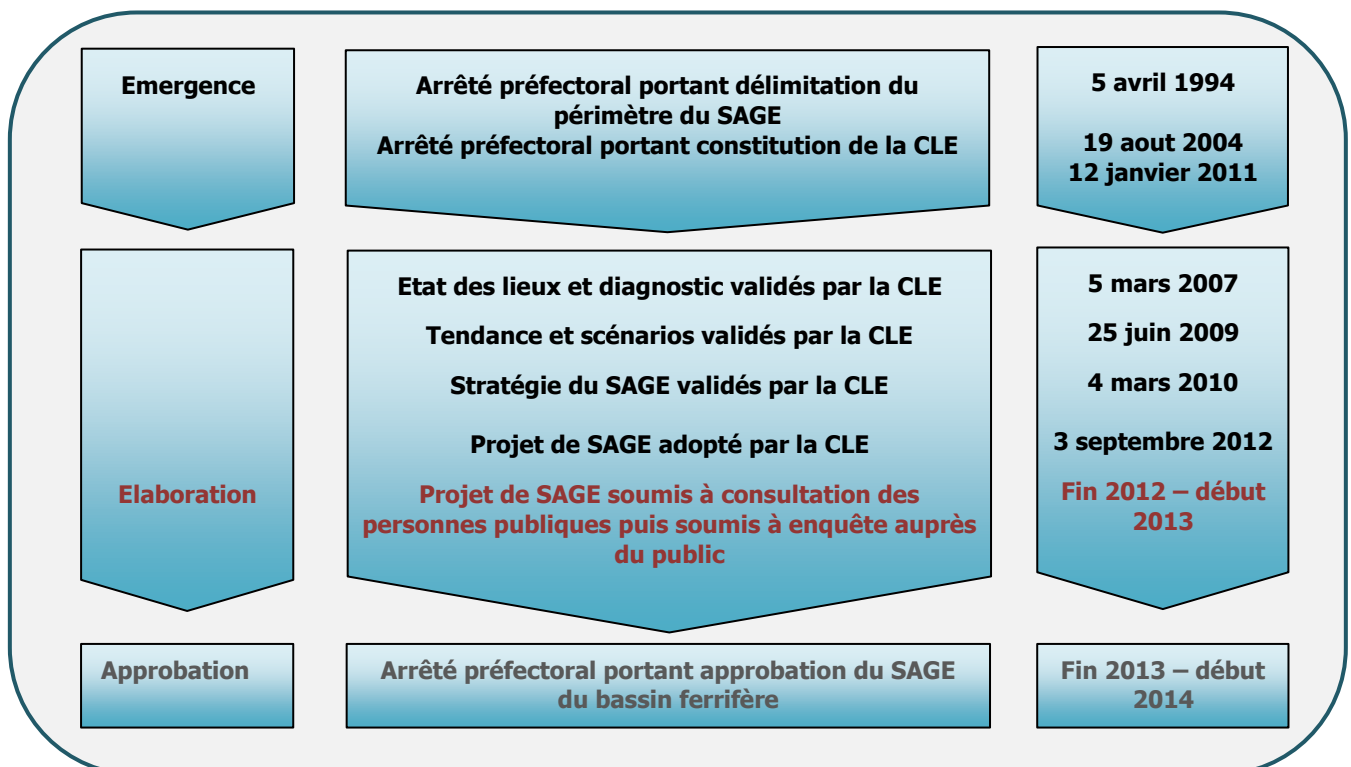 Emergence
Arrêté préfectoral portant délimitation du
périmètre du SAGE
Arrêté préfectoral portant constitution de la CLE
5 avril 1994
19 aout 2004
12 janvier 2011
Elaboration
Etat des lieux et diagnostic validés par la CLE
5 mars 2007
Tendance et scénarios validés par la CLE
25 juin 2009
Stratégie du SAGE validés par la CLE
4 mars 2010
Projet de SAGE adopté par la CLE
3 septembre 2012
Projet de SAGE soumis à consultation des
personnes publiques puis soumis à enquête auprès
du public
Fin 2012 – début
2013
Approbation
Arrêté préfectoral portant approbation du SAGE
du bassin ferrifère
Fin 2013 – début
2014